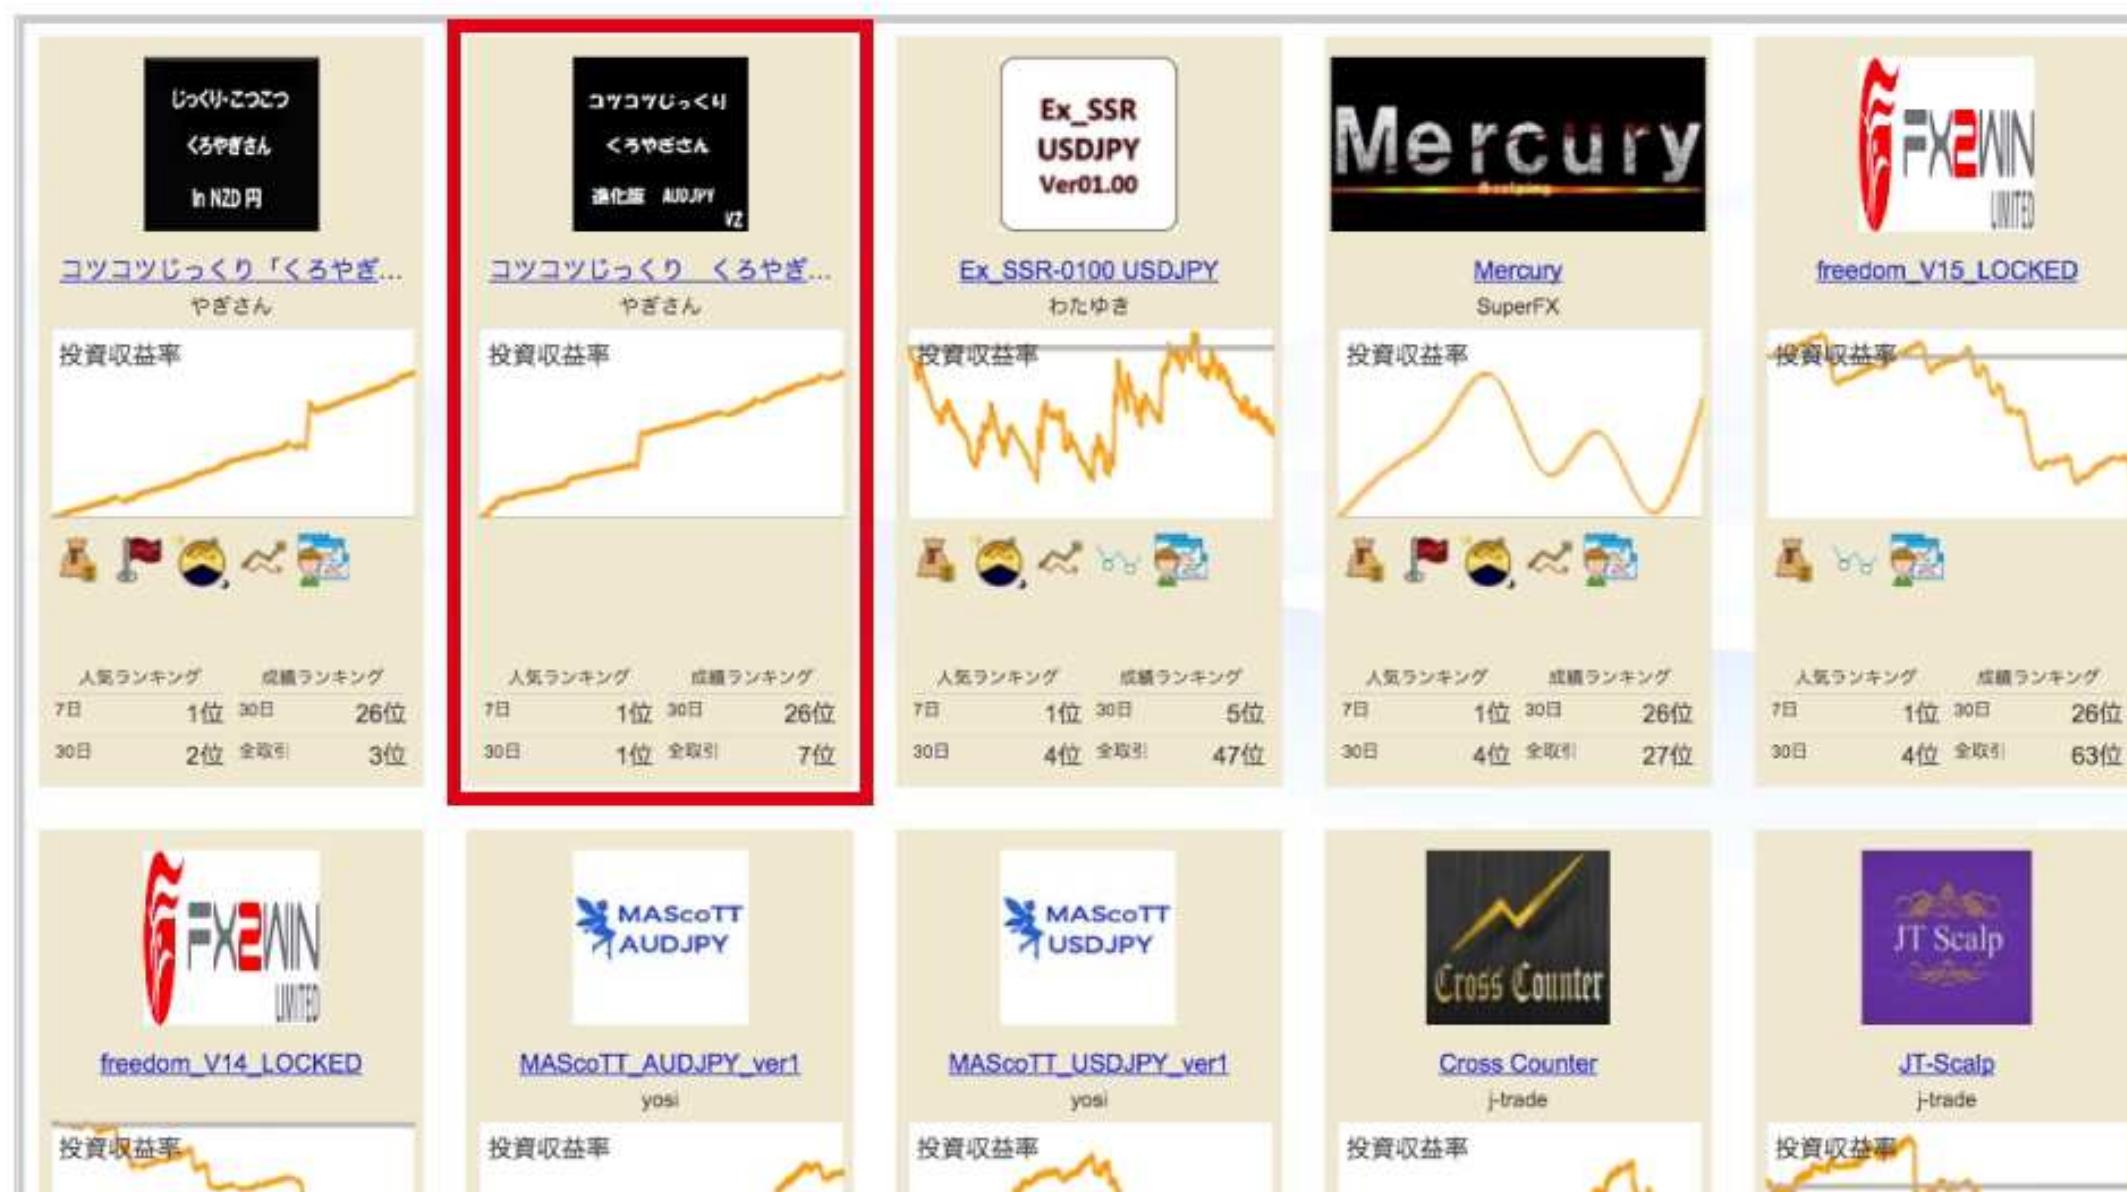 じっくり・こつこつ
くろやぎさん
in NZD 円
コツコツじっくり「くろやぎ...
やぎさん
投資収益率
人気ランキング 成績ランキング
7日 1位 30日 26位
30日 2位 全取引 3位
コツコツじっくり
くろやぎさん
進化版 AUDJPY
V2
コツコツじっくり くろやぎ...
やぎさん
投資収益率
人気ランキング 成績ランキング
7日 1位 30日 26位
30日 1位 全取引 7位
Ex_SSR
USDJPY
Ver01.00
Ex_SSR-0100 USDJPY
わたゆき
投資収益率
人気ランキング 成績ランキング
7日 1位 30日 5位
30日 4位 全取引 47位
Mercury
Scalping
Mercury
SuperFX
投資収益率
人気ランキング 成績ランキング
7日 1位 30日 26位
30日 4位 全取引 27位
FX2WIN
LIMITED
freedom_V15_LOCKED
投資収益率
人気ランキング 成績ランキング
7日 1位 30日 26位
30日 4位 全取引 63位
FX2WIN
LIMITED
freedom_V14_LOCKED
投資収益率
MAScoTT
AUDJPY
MAScoTT_AUDJPY_ver1
yosi
投資収益率
MAScoTT
USDJPY
MAScoTT_USDJPY_ver1
yosi
投資収益率
Cross Counter
Cross Counter
j-trade
投資収益率
JT Scalp
JT-Scalp
j-trade
投資収益率